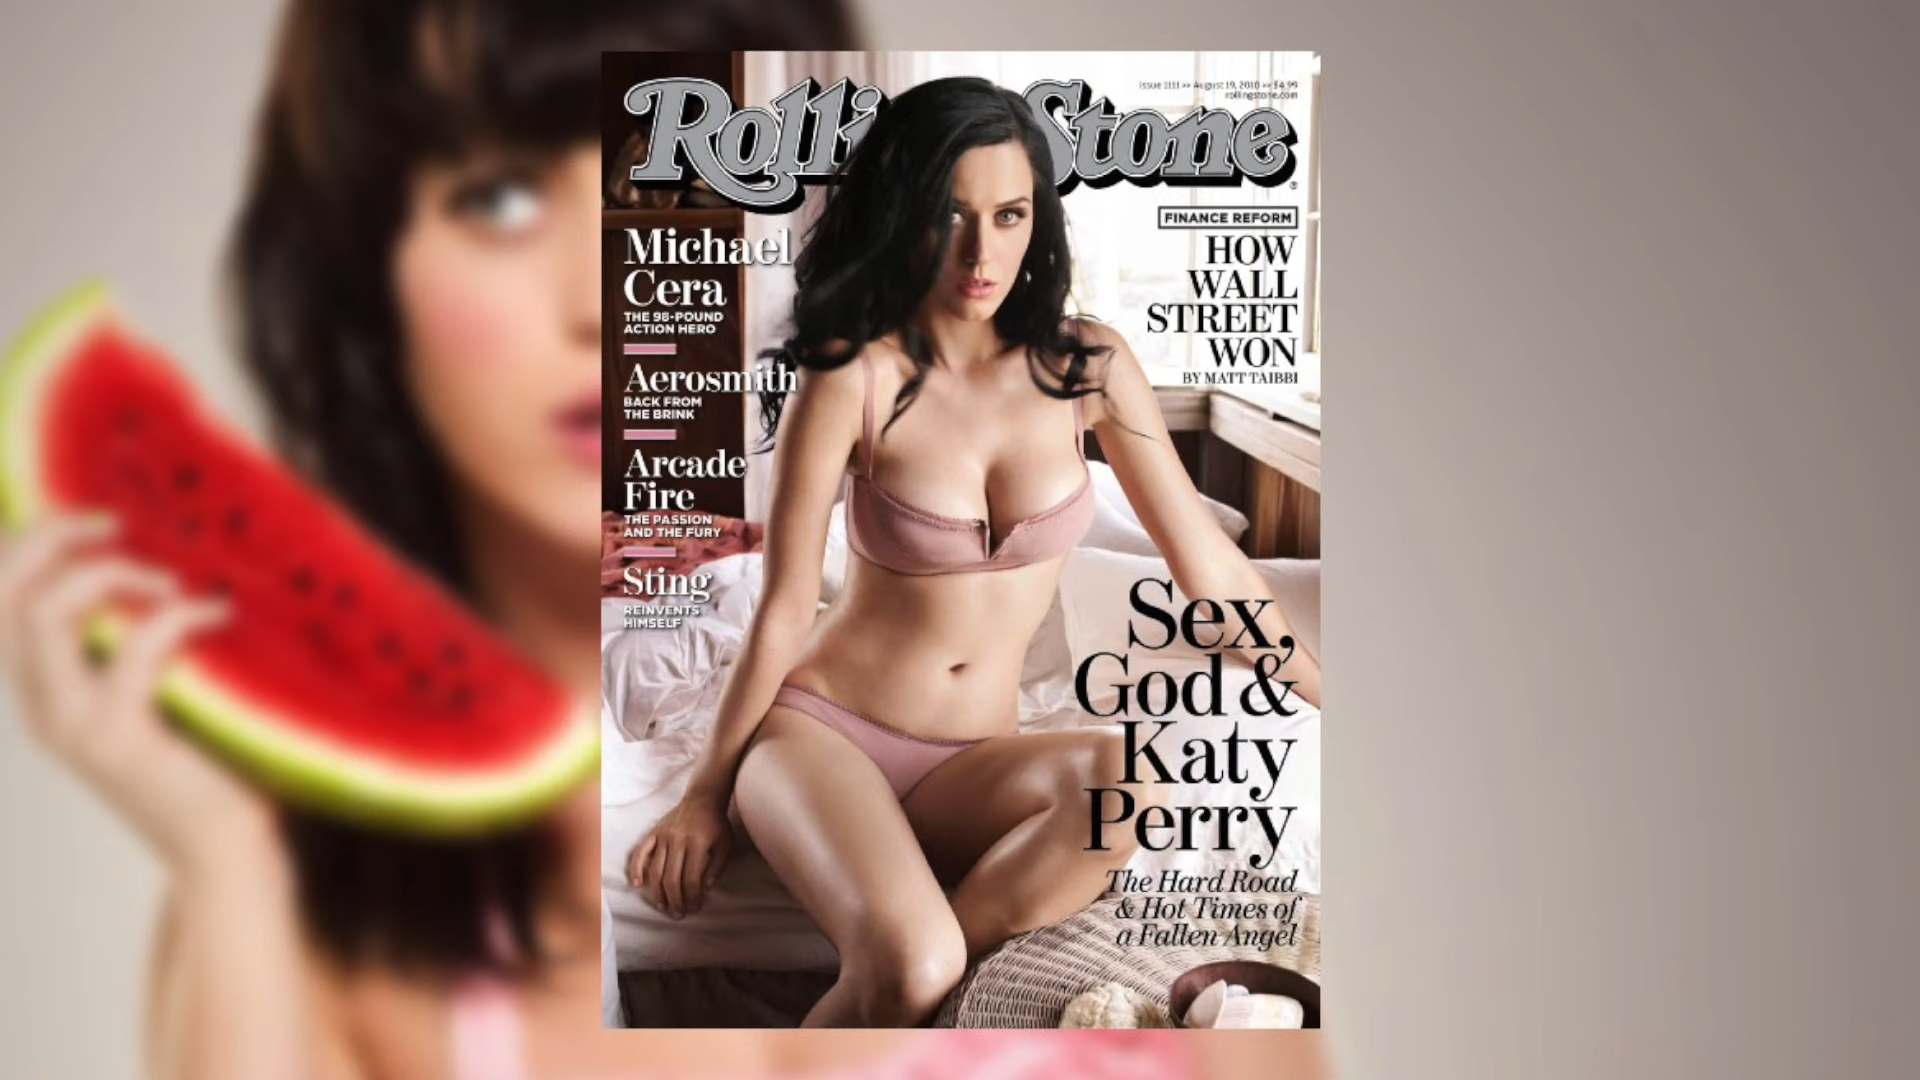 Rolli Stone
Issue 1111 >> August 19, 2010 >> $4.99
rollingstone.com
Michael
Cera
THE 98-POUND
ACTION HERO
Aerosmith
BACK FROM
THE BRINK
Arcade
Fire
THE PASSION
AND THE FURY
Sting
REINVENTS
HIMSELF
FINANCE REFORM
HOW
WALL
STREET
WON
BY MATT TAIBBI
Sex,
God &
Katy
Perry
The Hard Road
& Hot Times of
a Fallen Angel